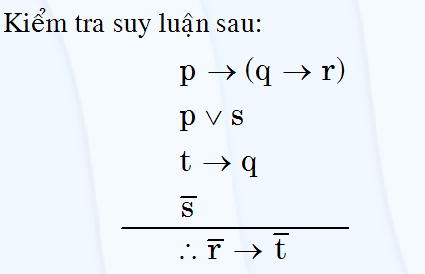 Kiểm tra suy luận sau:
p → (q → r)
p ∨ s
t → q
s̅
∴ r̅ → t̅